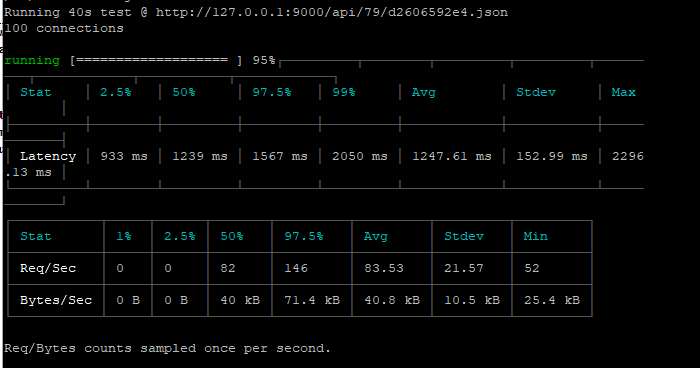 Running 40s test @ http://127.0.0.1:9000/api/79/d2606592e4.json
100 connections
running [=================== ] 95%
Stat 2.5% 50% 97.5% 99% Avg Stdev Max
Latency 933 ms 1239 ms 1567 ms 2050 ms 1247.61 ms 152.99 ms 2296
.13 ms
Stat 1% 2.5% 50% 97.5% Avg Stdev Min
Req/Sec 0 0 82 146 83.53 21.57 52
Bytes/Sec 0 B 0 B 40 kB 71.4 kB 40.8 kB 10.5 kB 25.4 kB
Req/Bytes counts sampled once per second.